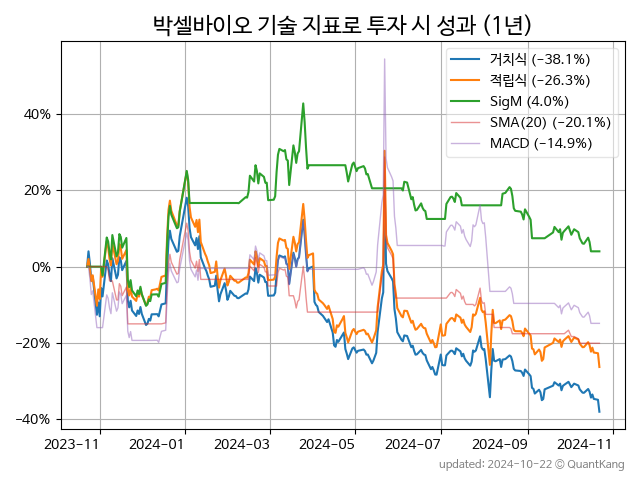 박셀바이오 기술 지표로 투자 시 성과 (1년)
거치식 (−38.1%)
적립식 (−26.3%)
SigM (4.0%)
SMA(20) (−20.1%)
MACD (−14.9%)
40%
20%
0%
−20%
−40%
2023-11
2024-01
2024-03
2024-05
2024-07
2024-09
2024-11
updated: 2024-10-22 ⓒ QuantKang